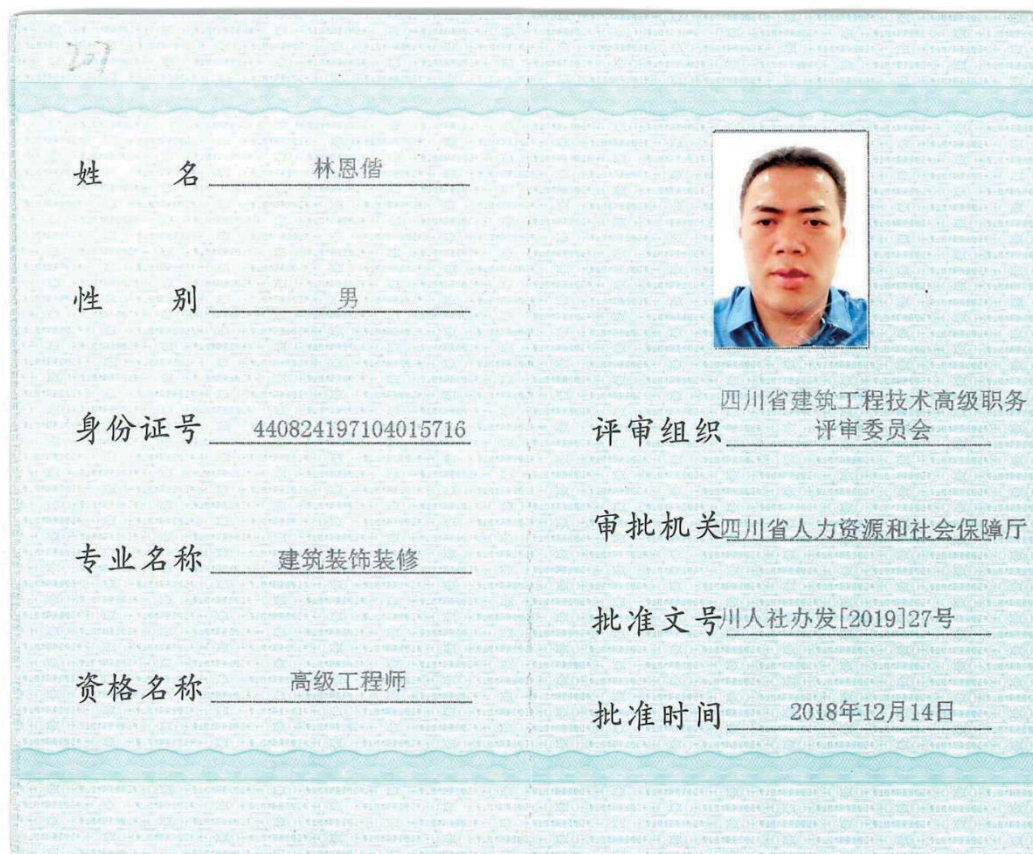 207
姓 名 林恩偕
性 别 男
身份证号 440824197104015716
专业名称 建筑装饰装修
资格名称 高级工程师
四川省建筑工程技术高级职务
评审组织 评审委员会
审批机关 四川省人力资源和社会保障厅
批准文号 川人社办发[2019]27号
批准时间 2018年12月14日